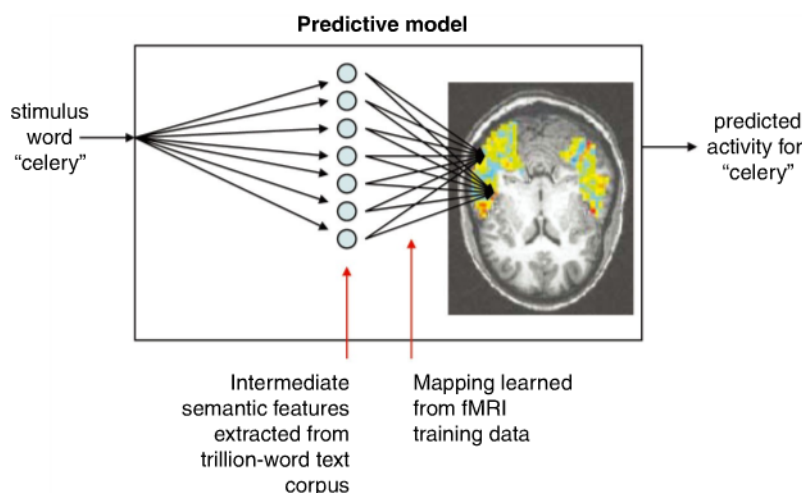 Predictive model
stimulus
word
“celery”
predicted
activity for
“celery”
Intermediate
semantic features
extracted from
trillion-word text
corpus
Mapping learned
from fMRI
training data